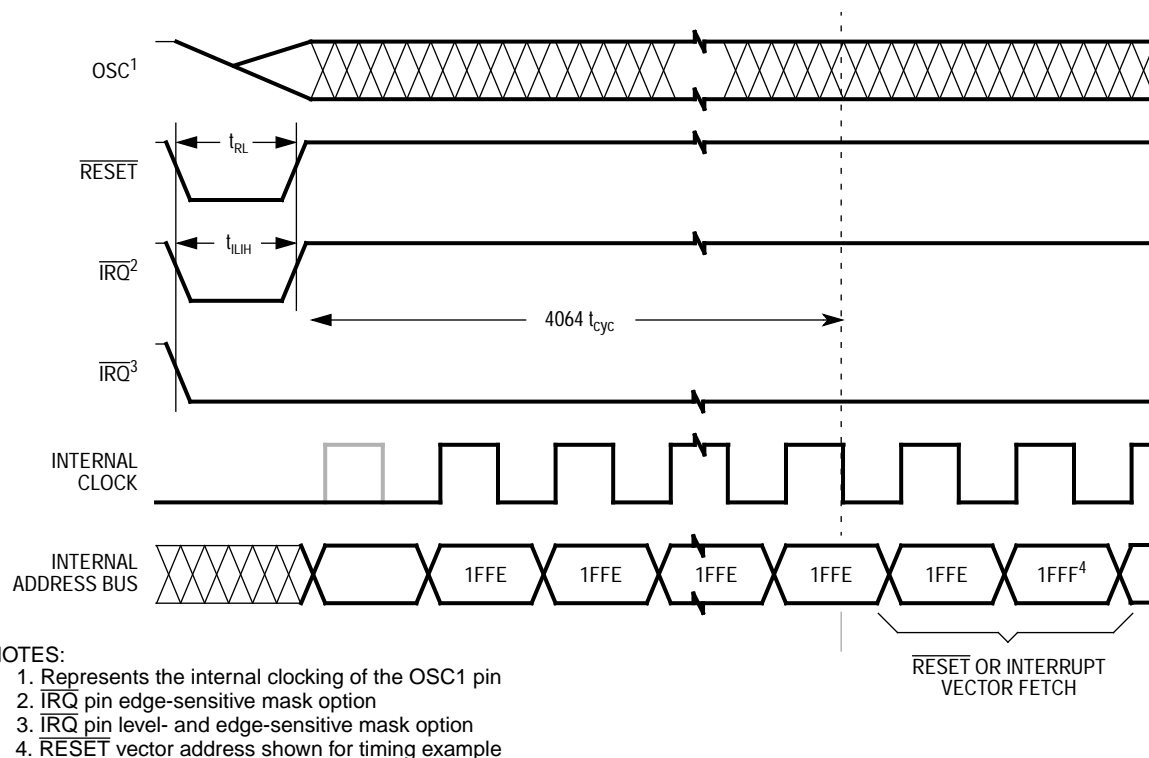 OSC1
tRL
RESET
tILIH
IRQ2
4064 tcyc
IRQ3
INTERNAL
CLOCK
INTERNAL
ADDRESS BUS
1FFE 1FFE 1FFE 1FFE 1FFE 1FFF4
RESET OR INTERRUPT
VECTOR FETCH
OTES:
1. Represents the internal clocking of the OSC1 pin
2. IRQ pin edge-sensitive mask option
3. IRQ pin level- and edge-sensitive mask option
4. RESET vector address shown for timing example